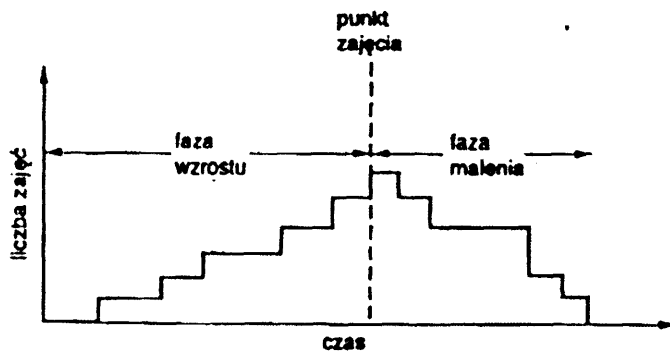 punkt
zajęcia
faza
wzrostu
faza
malenia
liczba zajęć
czas